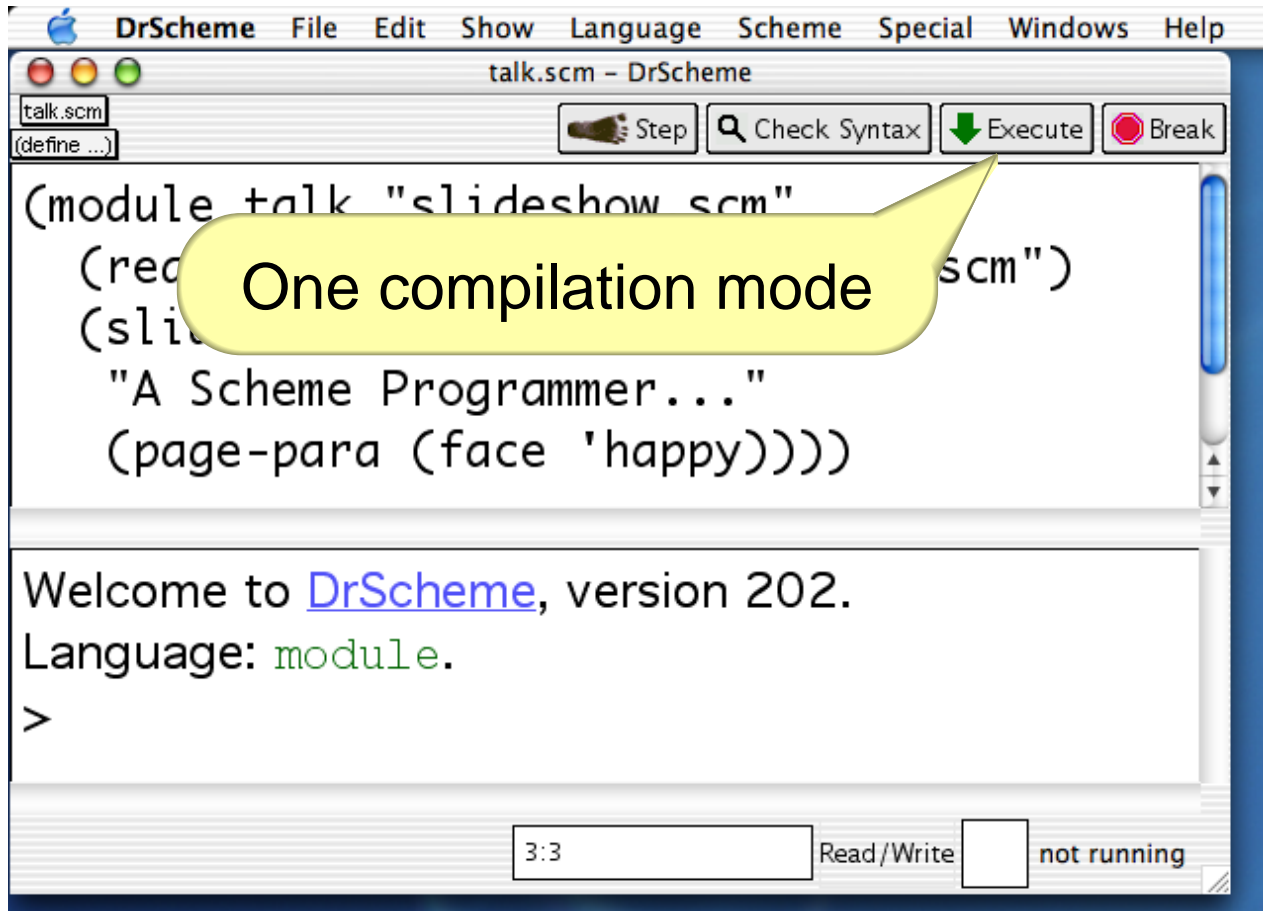 DrScheme File Edit Show Language Scheme Special Windows Help
talk.scm – DrScheme
talk.scm
(define ...)
Step Check Syntax Execute Break
(module talk "slideshow.scm"
scm")
One compilation mode
"A Scheme Programmer..."
(page-para (face 'happy))))
Welcome to DrScheme, version 202.
Language: module.
>
3:3 Read/Write not running